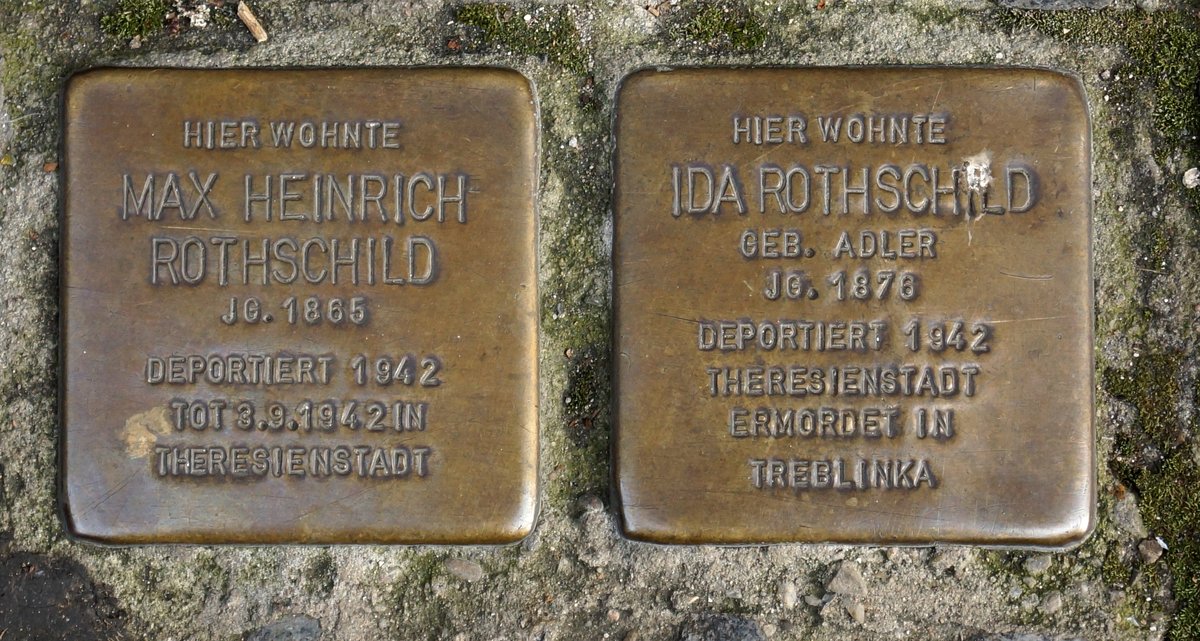 HIER WOHNTE
MAX HEINRICH
ROTHSCHILD
JG. 1865
DEPORTIERT 1942
TOT 3.9.1942 IN
THERESIENSTADT
HIER WOHNTE
IDA ROTHSCHILD
GEB. ADLER
JG. 1876
DEPORTIERT 1942
THERESIENSTADT
ERMORDET IN
TREBLINKA